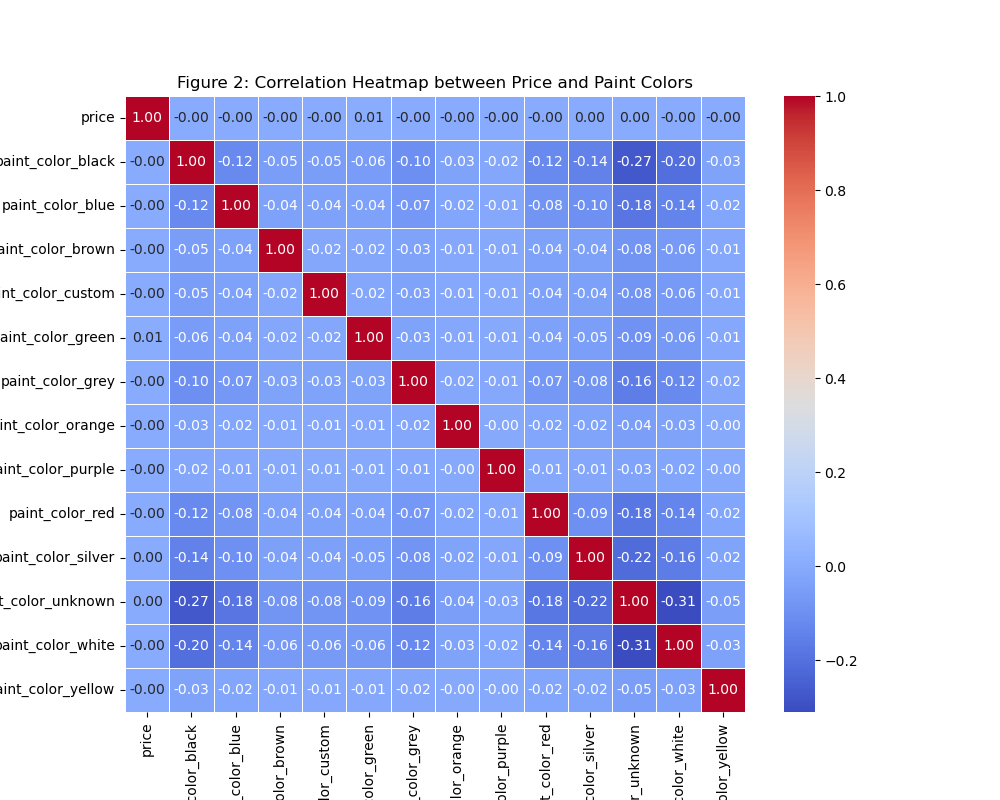 Figure 2: Correlation Heatmap between Price and Paint Colors
price 1.00 -0.00 -0.00 -0.00 -0.00 0.01 -0.00 -0.00 -0.00 -0.00 0.00 0.00 -0.00 -0.00
paint_color_black -0.00 1.00 -0.12 -0.05 -0.05 -0.06 -0.10 -0.03 -0.02 -0.12 -0.14 -0.27 -0.20 -0.03
paint_color_blue -0.00 -0.12 1.00 -0.04 -0.04 -0.04 -0.07 -0.02 -0.01 -0.08 -0.10 -0.18 -0.14 -0.02
aint_color_brown -0.00 -0.05 -0.04 1.00 -0.02 -0.02 -0.03 -0.01 -0.01 -0.04 -0.04 -0.08 -0.06 -0.01
nt_color_custom -0.00 -0.05 -0.04 -0.02 1.00 -0.02 -0.03 -0.01 -0.01 -0.04 -0.04 -0.08 -0.06 -0.01
aint_color_green 0.01 -0.06 -0.04 -0.02 -0.02 1.00 -0.03 -0.01 -0.01 -0.04 -0.05 -0.09 -0.06 -0.01
paint_color_grey -0.00 -0.10 -0.07 -0.03 -0.03 -0.03 1.00 -0.02 -0.01 -0.07 -0.08 -0.16 -0.12 -0.02
int_color_orange -0.00 -0.03 -0.02 -0.01 -0.01 -0.01 -0.02 1.00 -0.00 -0.02 -0.02 -0.04 -0.03 -0.00
aint_color_purple -0.00 -0.02 -0.01 -0.01 -0.01 -0.01 -0.01 -0.00 1.00 -0.01 -0.01 -0.03 -0.02 -0.00
paint_color_red -0.00 -0.12 -0.08 -0.04 -0.04 -0.04 -0.07 -0.02 -0.01 1.00 -0.09 -0.18 -0.14 -0.02
paint_color_silver 0.00 -0.14 -0.10 -0.04 -0.04 -0.05 -0.08 -0.02 -0.01 -0.09 1.00 -0.22 -0.16 -0.02
t_color_unknown 0.00 -0.27 -0.18 -0.08 -0.08 -0.09 -0.16 -0.04 -0.03 -0.18 -0.22 1.00 -0.31 -0.05
paint_color_white -0.00 -0.20 -0.14 -0.06 -0.06 -0.06 -0.12 -0.03 -0.02 -0.14 -0.16 -0.31 1.00 -0.03
aint_color_yellow -0.00 -0.03 -0.02 -0.01 -0.01 -0.01 -0.02 -0.00 -0.00 -0.02 -0.02 -0.05 -0.03 1.00
price
color_black
_color_blue
olor_brown
lor_custom
color_green
_color_grey
lor_orange
olor_purple
t_color_red
color_silver
r_unknown
color_white
olor_yellow
1.0
0.8
0.6
0.4
0.2
0.0
−0.2